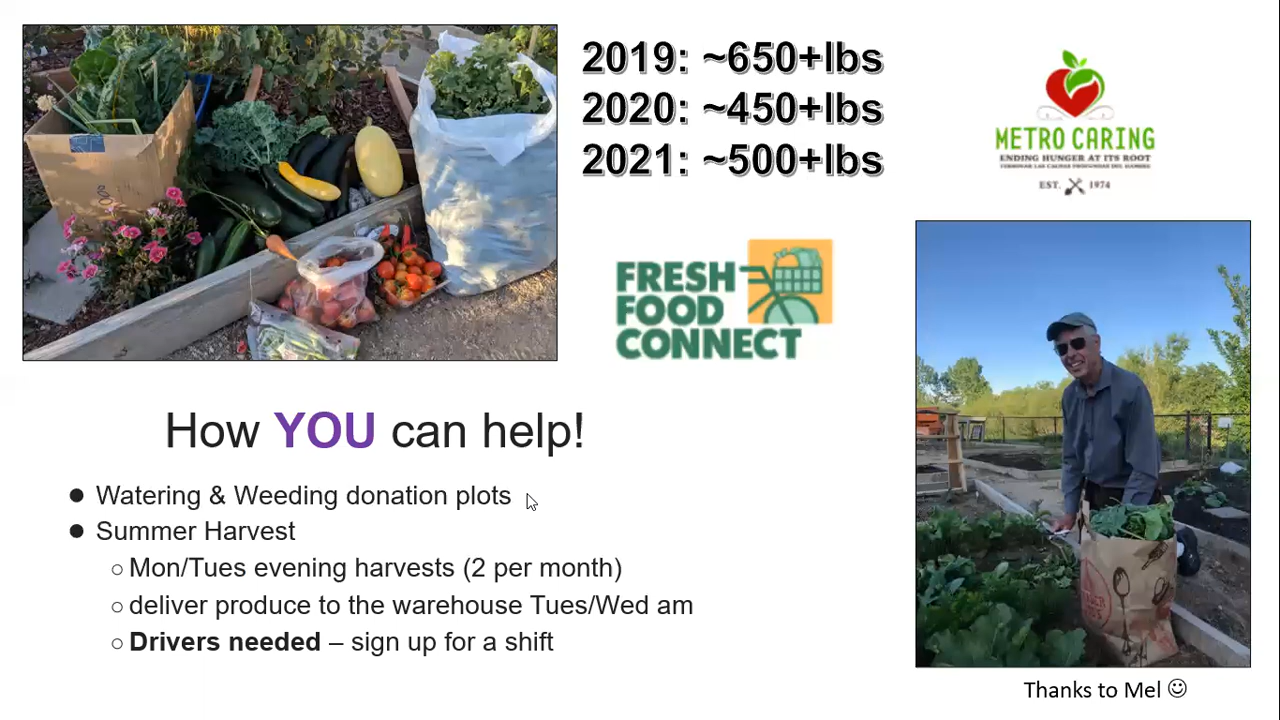 2019: ~650+lbs
2020: ~450+lbs
2021: ~500+lbs
METRO CARING
ENDING HUNGER AT ITS ROOT
EST. 1974
FRESH
FOOD
CONNECT
How YOU can help!
● Watering & Weeding donation plots
● Summer Harvest
○ Mon/Tues evening harvests (2 per month)
○ deliver produce to the warehouse Tues/Wed am
○ Drivers needed – sign up for a shift
Thanks to Mel ☺